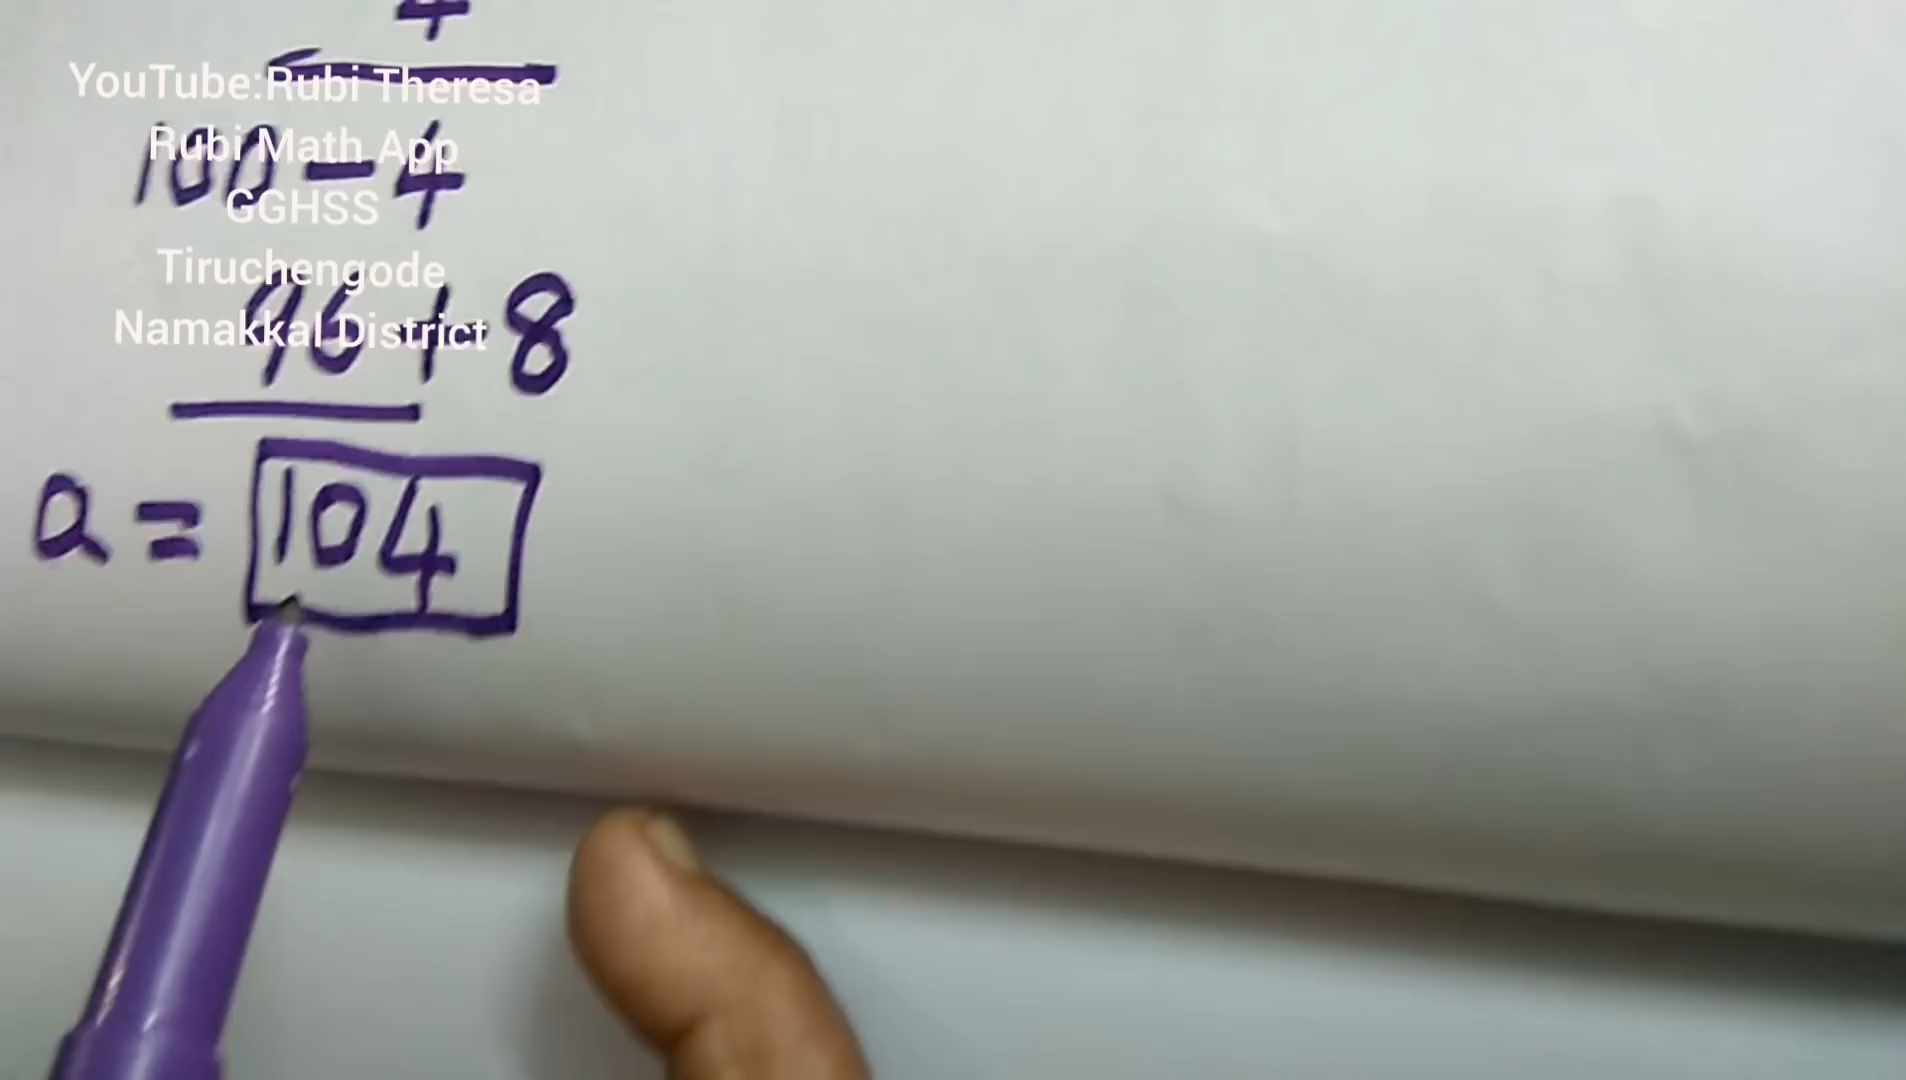 4
YouTube:Rubi Theresa
Rubi Math App
100 - 4
GGHSS
Tiruchengode
96 + 8
Namakkal District
a = 104